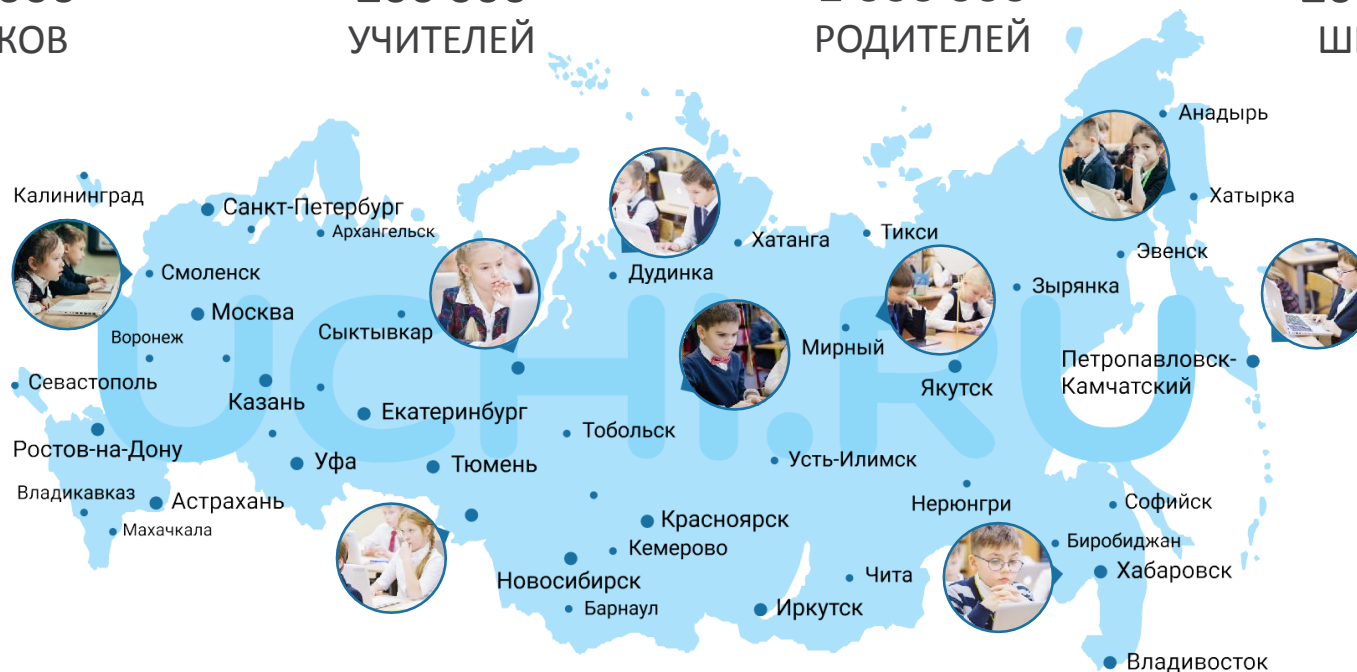 УЧИТЕЛЕЙ
РОДИТЕЛЕЙ
Анадырь
Калининград
Санкт-Петербург
Хатырка
Архангельск
Хатанга
Тикси
Эвенск
Смоленск
Дудинка
Зырянка
Москва
Сыктывкар
Воронеж
Мирный
Петропавловск-
Камчатский
Севастополь
Якутск
Казань
Екатеринбург
UCHI.RU
Тобольск
Ростов-на-Дону
Уфа
Тюмень
Усть-Илимск
Владикавказ
Астрахань
Нерюнгри
Софийск
Махачкала
Красноярск
Кемерово
Биробиджан
Новосибирск
Чита
Хабаровск
Барнаул
Иркутск
Владивосток